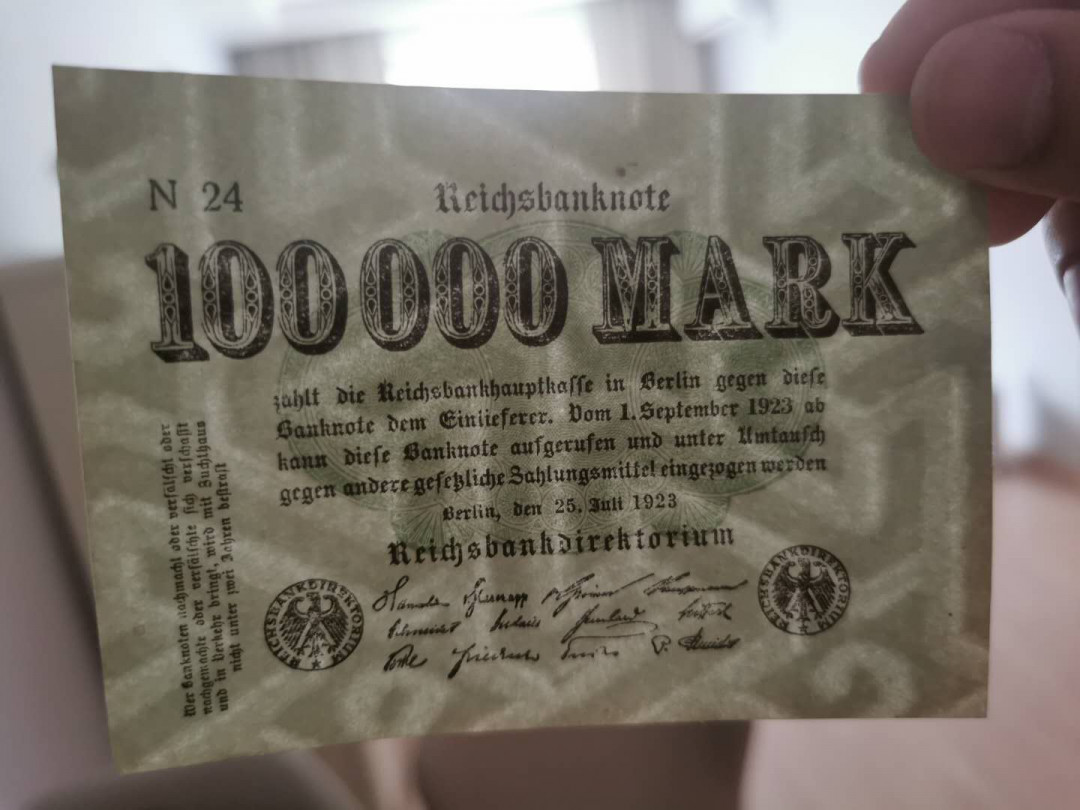 N 24
Reichsbanknote
100000 MARK
zahlt die Reichsbankhauptkasse in Berlin gegen diese
Banknote dem Einlieferer. Vom 1. September 1923 ab
kann diese Banknote aufgerufen und unter Umtausch
gegen andere gesetzliche Zahlungsmittel eingezogen werden
Berlin, den 25. Juli 1923
Reichsbankdirektorium
Wer Banknoten nachmacht oder verfälscht oder
nachgemachte oder verfälschte sich verschafft
und in Verkehr bringt, wird mit Zuchthaus
nicht unter zwei Jahren bestraft
REICHSBANKDIREKTORIUM
REICHSBANKDIREKTORIUM